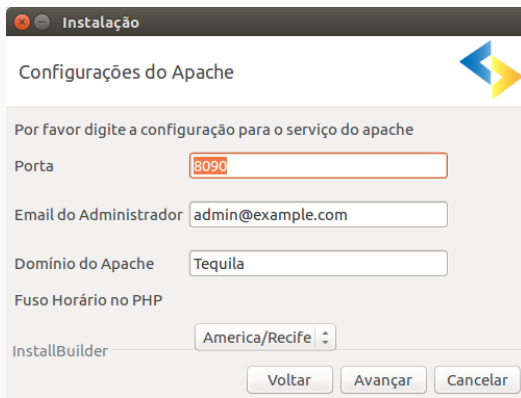 Instalação
Configurações do Apache
Por favor digite a configuração para o serviço do apache
Porta 8090
Email do Administrador admin@example.com
Domínio do Apache Tequila
Fuso Horário no PHP
America/Recife
InstallBuilder
Voltar Avançar Cancelar